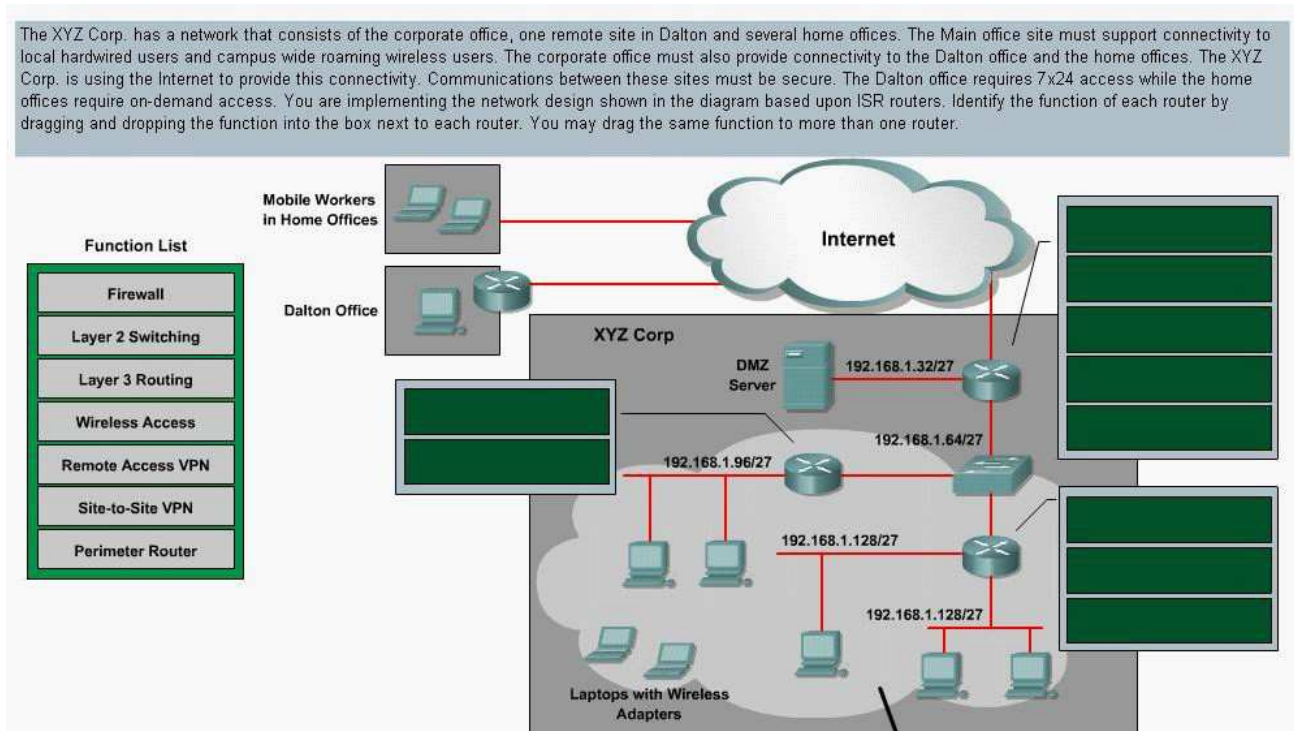 The XYZ Corp. has a network that consists of the corporate office, one remote site in Dalton and several home offices. The Main office site must support connectivity to
local hardwired users and campus wide roaming wireless users. The corporate office must also provide connectivity to the Dalton office and the home offices. The XYZ
Corp. is using the Internet to provide this connectivity. Communications between these sites must be secure. The Dalton office requires 7x24 access while the home
offices require on-demand access. You are implementing the network design shown in the diagram based upon ISR routers. Identify the function of each router by
dragging and dropping the function into the box next to each router. You may drag the same function to more than one router.
Mobile Workers
in Home Offices
Internet
Function List
Firewall
Layer 2 Switching
Layer 3 Routing
Wireless Access
Remote Access VPN
Site-to-Site VPN
Perimeter Router
Dalton Office
XYZ Corp
DMZ
Server
192.168.1.32/27
192.168.1.64/27
192.168.1.96/27
192.168.1.128/27
192.168.1.128/27
Laptops with Wireless
Adapters